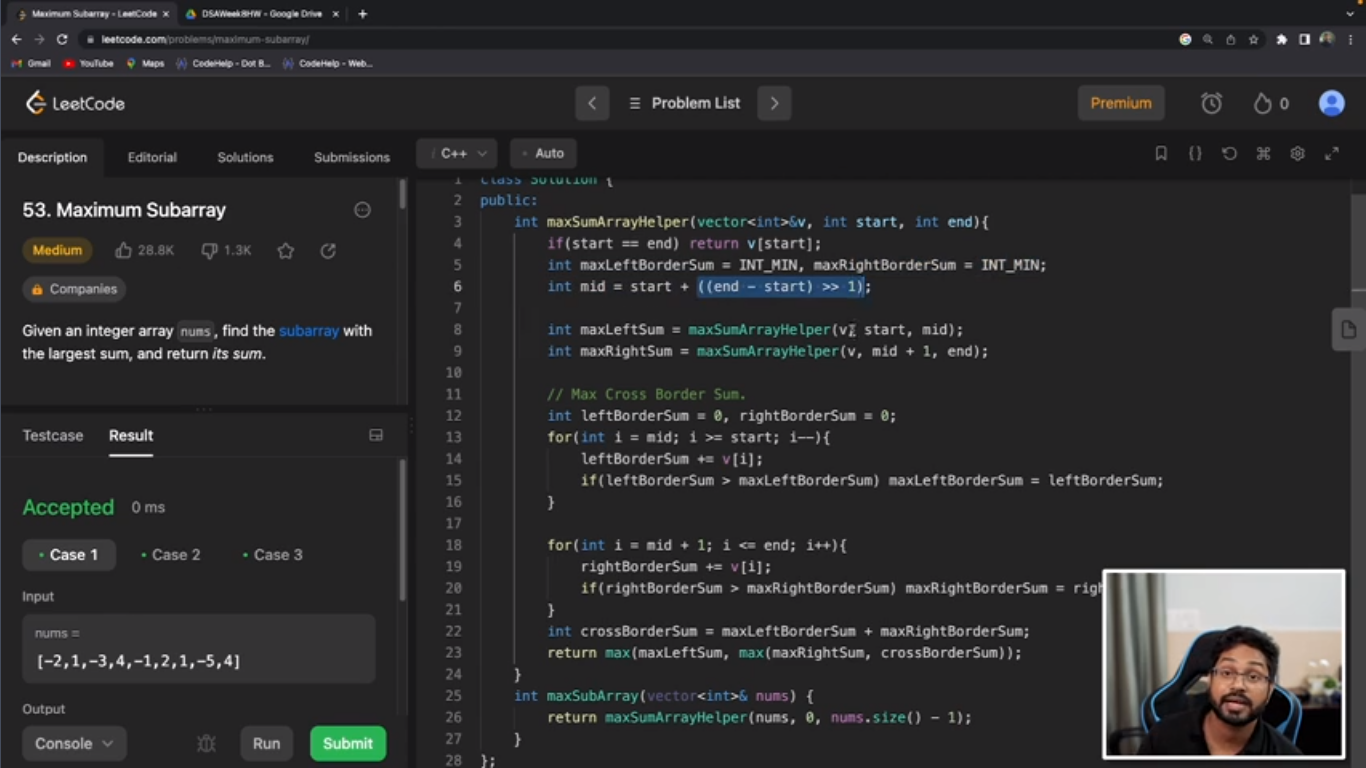 Maximum Subarray - LeetCode
DSAWeek8HW - Google Drive
leetcode.com/problems/maximum-subarray/
Gmail YouTube Maps CodeHelp - Dot B... CodeHelp - Web...
LeetCode
Problem List
Premium
0
Description Editorial Solutions Submissions
C++ Auto
53. Maximum Subarray
Medium 28.8K 1.3K
Companies
Given an integer array nums, find the subarray with
the largest sum, and return its sum.
Testcase Result
Accepted 0 ms
Case 1 Case 2 Case 3
Input
nums =
[-2,1,-3,4,-1,2,1,-5,4]
Output
Console Run Submit
1 class Solution {
2 public:
3 int maxSumArrayHelper(vector<int>&v, int start, int end){
4 if(start == end) return v[start];
5 int maxLeftBorderSum = INT_MIN, maxRightBorderSum = INT_MIN;
6 int mid = start + ((end - start) >> 1);
7
8 int maxLeftSum = maxSumArrayHelper(v, start, mid);
9 int maxRightSum = maxSumArrayHelper(v, mid + 1, end);
10
11 // Max Cross Border Sum.
12 int leftBorderSum = 0, rightBorderSum = 0;
13 for(int i = mid; i >= start; i--){
14 leftBorderSum += v[i];
15 if(leftBorderSum > maxLeftBorderSum) maxLeftBorderSum = leftBorderSum;
16 }
17
18 for(int i = mid + 1; i <= end; i++){
19 rightBorderSum += v[i];
20 if(rightBorderSum > maxRightBorderSum) maxRightBorderSum = righ
21 }
22 int crossBorderSum = maxLeftBorderSum + maxRightBorderSum;
23 return max(maxLeftSum, max(maxRightSum, crossBorderSum));
24 }
25 int maxSubArray(vector<int>& nums) {
26 return maxSumArrayHelper(nums, 0, nums.size() - 1);
27 }
28 };